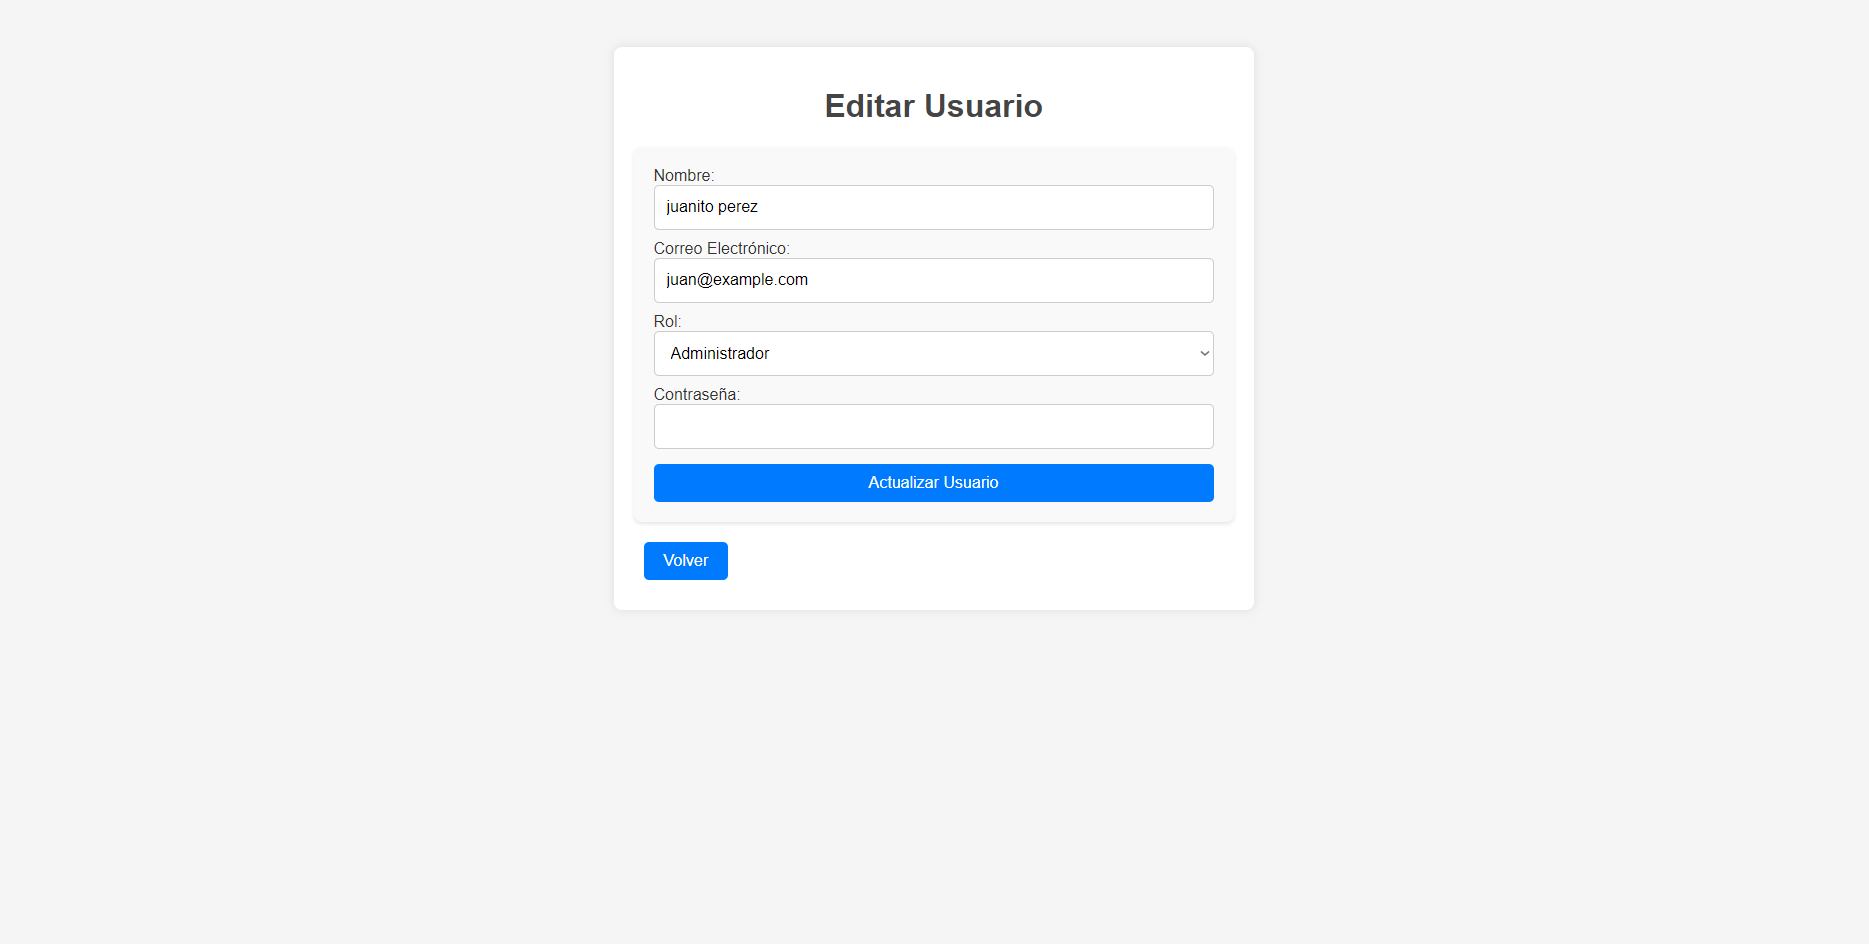 Editar Usuario
Nombre:
juanito perez
Correo Electrónico:
juan@example.com
Rol:
Administrador
Contraseña:
Actualizar Usuario
Volver